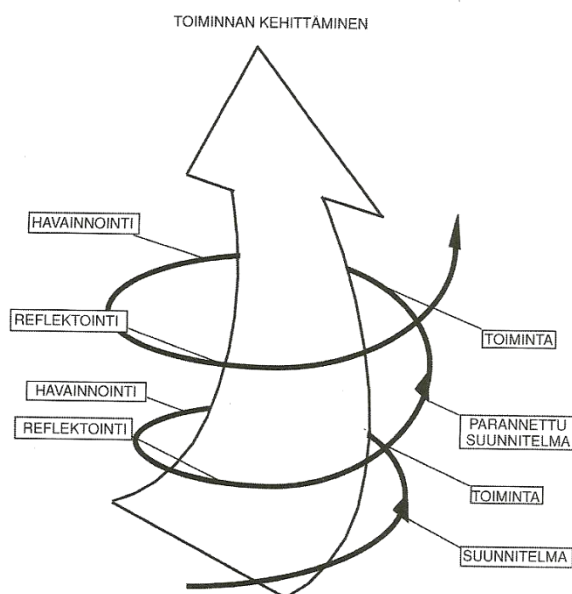 TOIMINNAN KEHITTÄMINEN
HAVAINNOINTI
REFLEKTOINTI
TOIMINTA
HAVAINNOINTI
REFLEKTOINTI
PARANNETTU
SUUNNITELMA
TOIMINTA
SUUNNITELMA